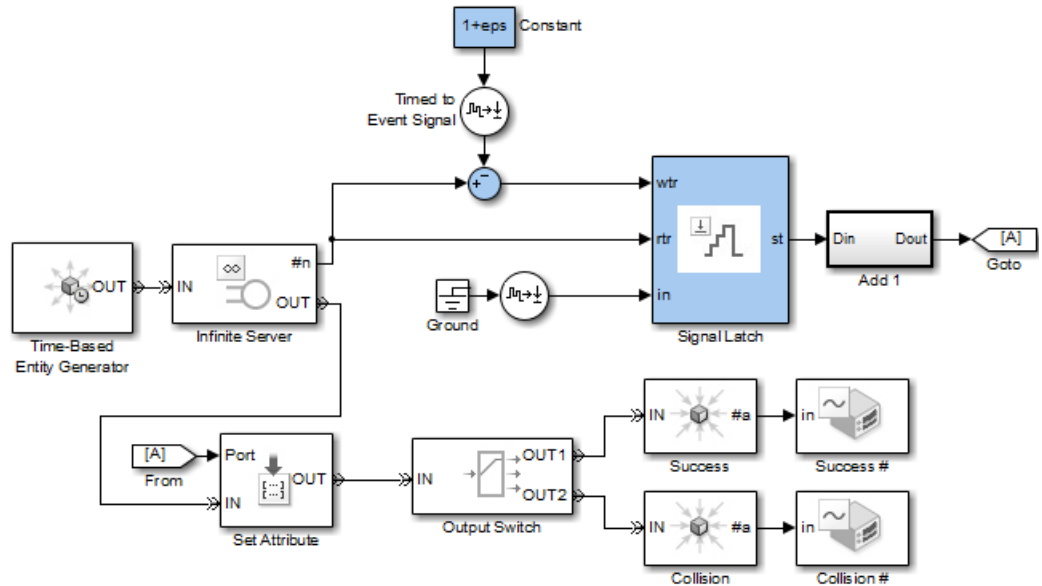 1+eps
Constant
Timed to
Event Signal
+ −
wtr
rtr
in
st
Signal Latch
Din
Dout
Add 1
[A]
Goto
OUT
Time-Based
Entity Generator
IN
∞
#n
OUT
Infinite Server
Ground
[A]
From
Port
IN
OUT
[...]
Set Attribute
IN
OUT1
OUT2
Output Switch
IN
#a
Success
in
Success #
IN
#a
Collision
in
Collision #